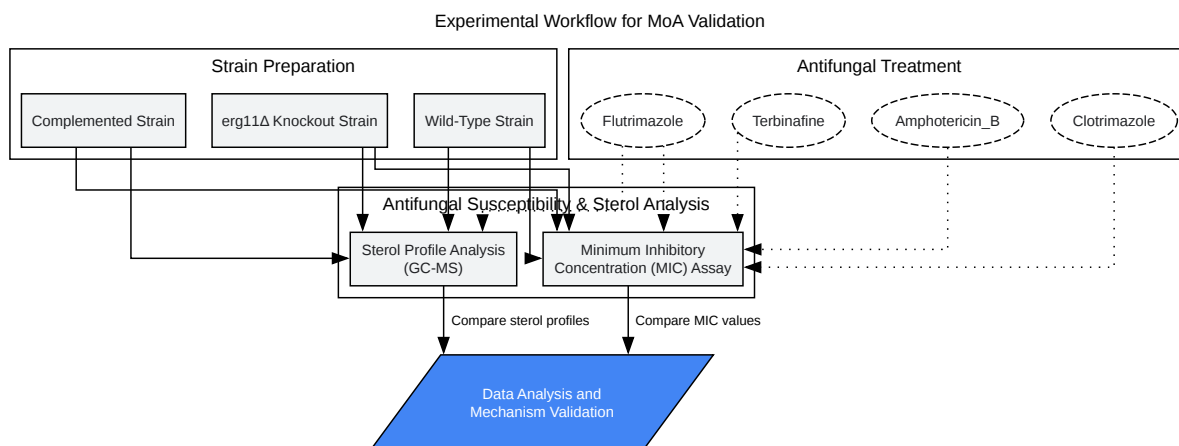 Experimental Workflow for MoA Validation
Strain Preparation
Antifungal Treatment
Complemented Strain
erg11Δ Knockout Strain
Wild-Type Strain
Flutrimazole
Terbinafine
Amphotericin_B
Clotrimazole
Antifungal Susceptibility & Sterol Analysis
Sterol Profile Analysis
(GC-MS)
Minimum Inhibitory
Concentration (MIC) Assay
Compare sterol profiles
Compare MIC values
Data Analysis and
Mechanism Validation